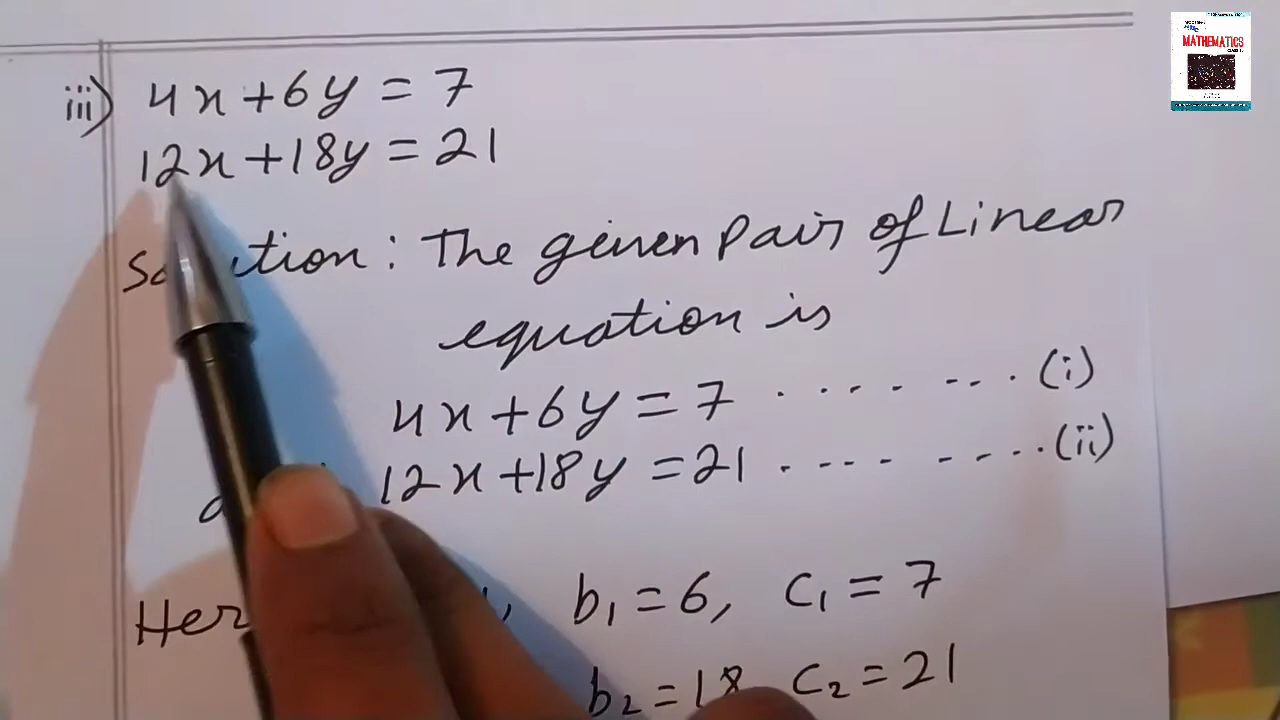 iii) 4x+6y = 7
12x+18y = 21
Solution: The given Pair of Linear
equation is
4x+6y = 7 ......... (i)
12x+18y = 21 ......... (ii)
b₁ = 6, c₁ = 7
b₂ = 18 c₂ = 21
MATHEMATICS